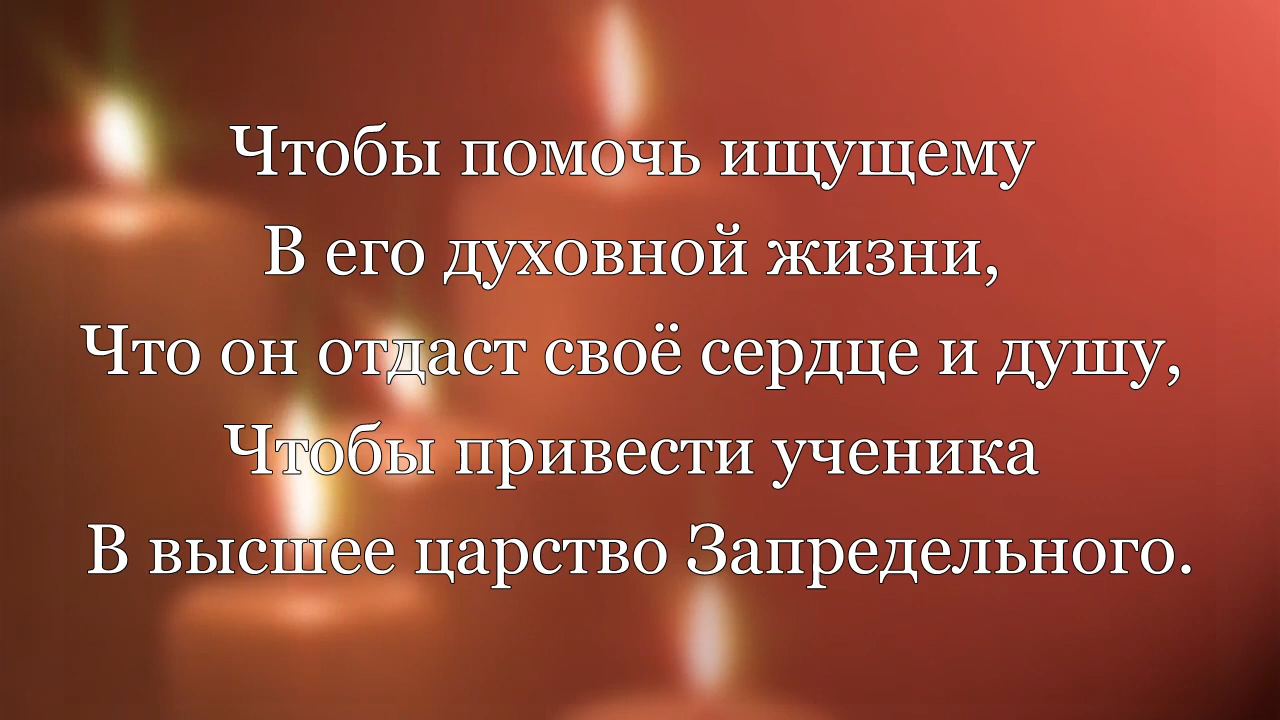 Чтобы помочь ищущему
В его духовной жизни,
Что он отдаст своё сердце и душу,
Чтобы привести ученика
В высшее царство Запредельного.